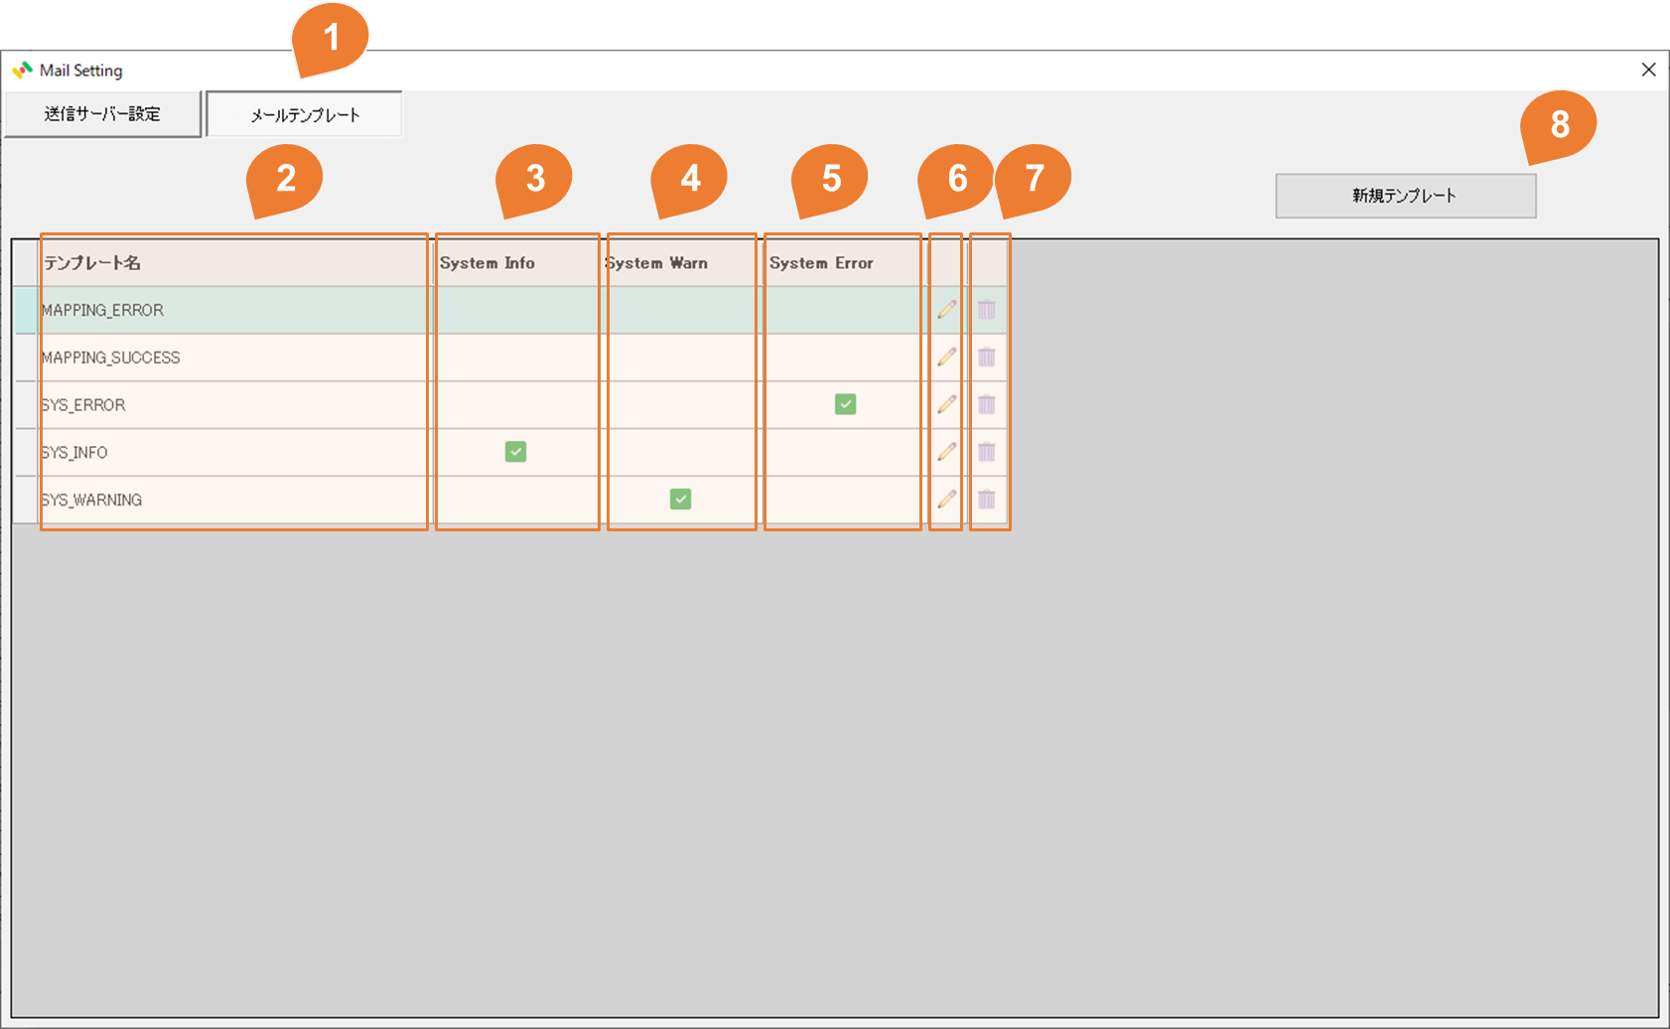 1
Mail Setting
送信サーバー設定 メールテンプレート
8
2 3 4 5 6 7
新規テンプレート
テンプレート名 System Info System Warn System Error
MAPPING_ERROR
MAPPING_SUCCESS
SYS_ERROR
SYS_INFO
SYS_WARNING